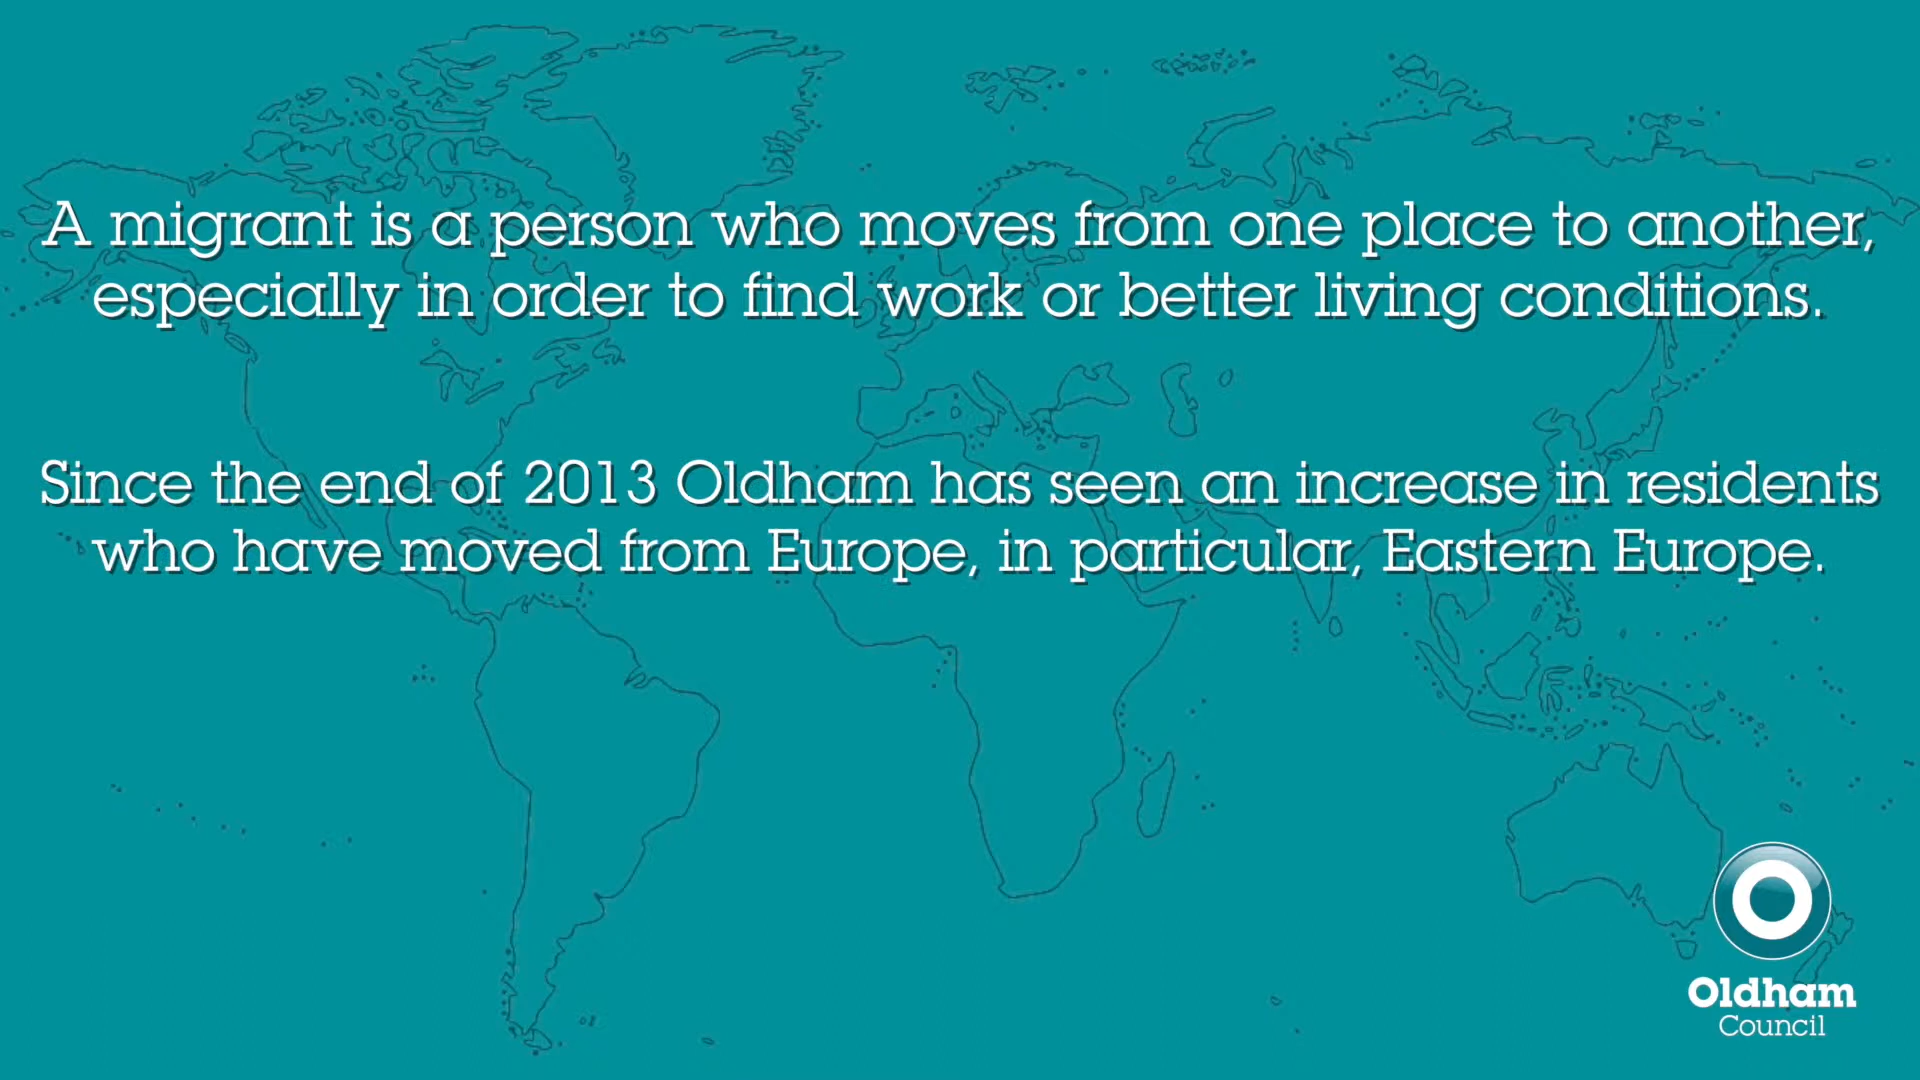 A migrant is a person who moves from one place to another,
especially in order to find work or better living conditions.
Since the end of 2013 Oldham has seen an increase in residents
who have moved from Europe, in particular, Eastern Europe.
Oldham
Council